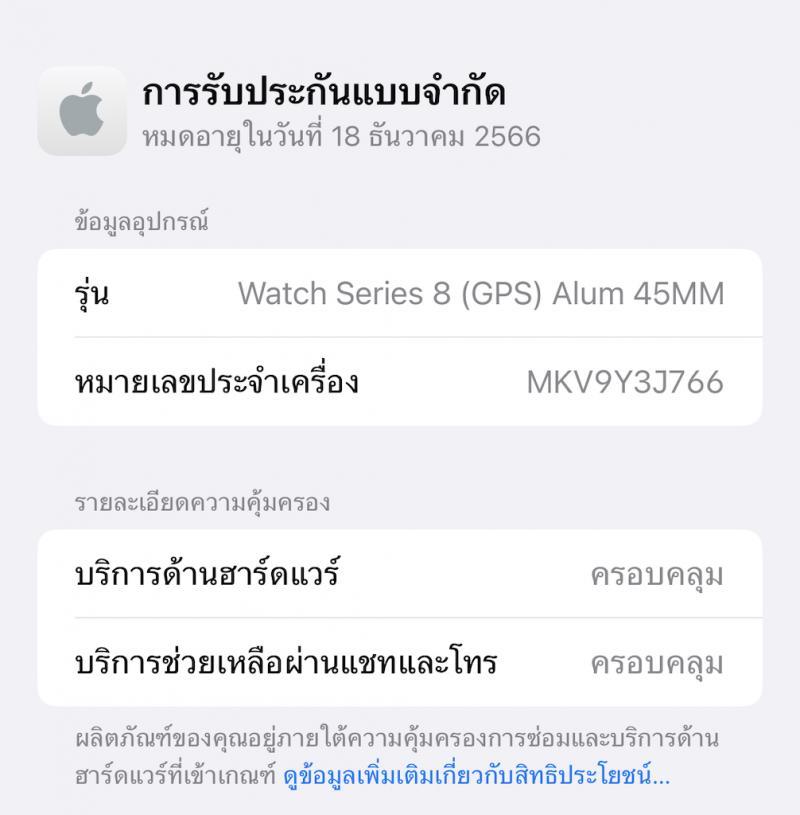 การรับประกันแบบจำกัด
หมดอายุในวันที่ 18 ธันวาคม 2566
ข้อมูลอุปกรณ์
รุ่น Watch Series 8 (GPS) Alum 45MM
หมายเลขประจำเครื่อง MKV9Y3J766
รายละเอียดความคุ้มครอง
บริการด้านฮาร์ดแวร์ ครอบคลุม
บริการช่วยเหลือผ่านแชทและโทร ครอบคลุม
ผลิตภัณฑ์ของคุณอยู่ภายใต้ความคุ้มครองการซ่อมและบริการด้าน
ฮาร์ดแวร์ที่เข้าเกณฑ์ ดูข้อมูลเพิ่มเติมเกี่ยวกับสิทธิประโยชน์...